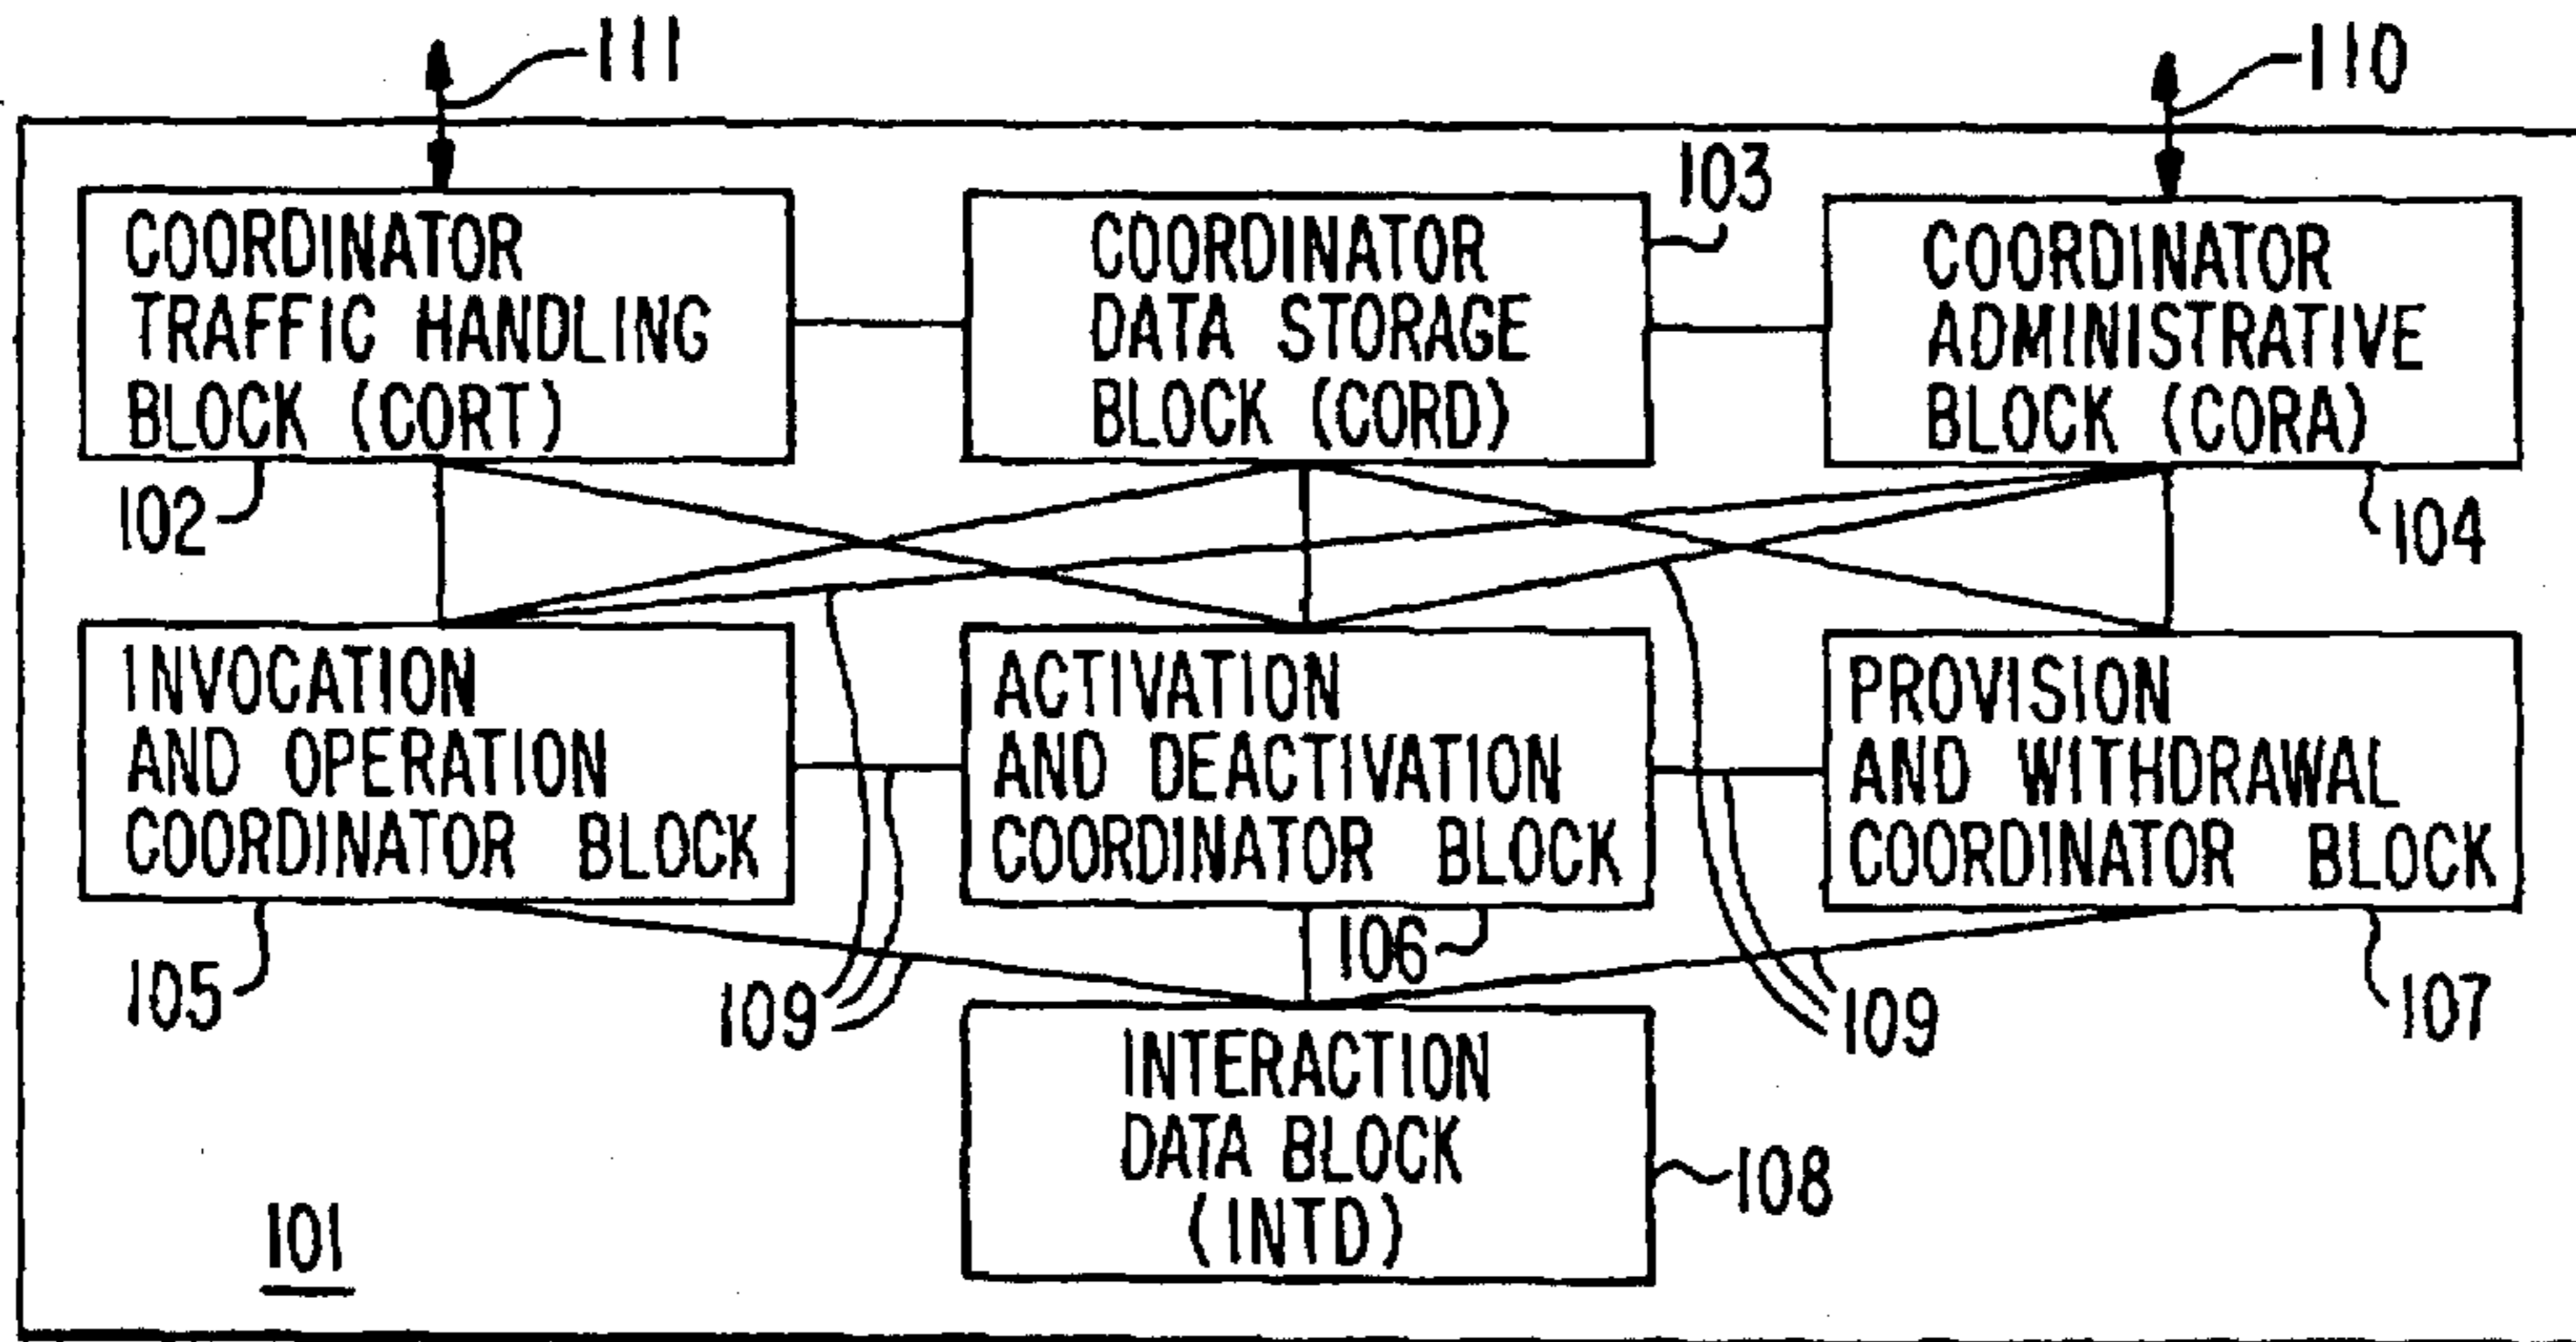 111
110
103
COORDINATOR
TRAFFIC HANDLING
BLOCK (CORT)
COORDINATOR
DATA STORAGE
BLOCK (CORD)
COORDINATOR
ADMINISTRATIVE
BLOCK (CORA)
102
104
INVOCATION
AND OPERATION
COORDINATOR BLOCK
ACTIVATION
AND DEACTIVATION
COORDINATOR BLOCK
PROVISION
AND WITHDRAWAL
COORDINATOR BLOCK
105
109
106
109
107
INTERACTION
DATA BLOCK
(INTD)
108
101